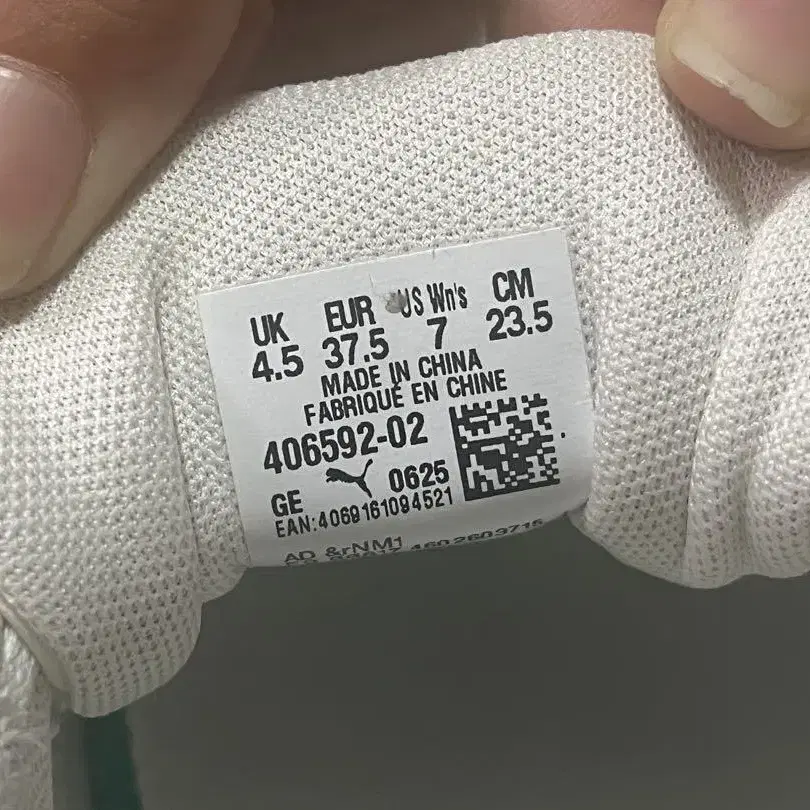 UK EUR US Wn's CM
4.5 37.5 7 23.5
MADE IN CHINA
FABRIQUÉ EN CHINE
406592-02
GE 0625
EAN:4069161094521